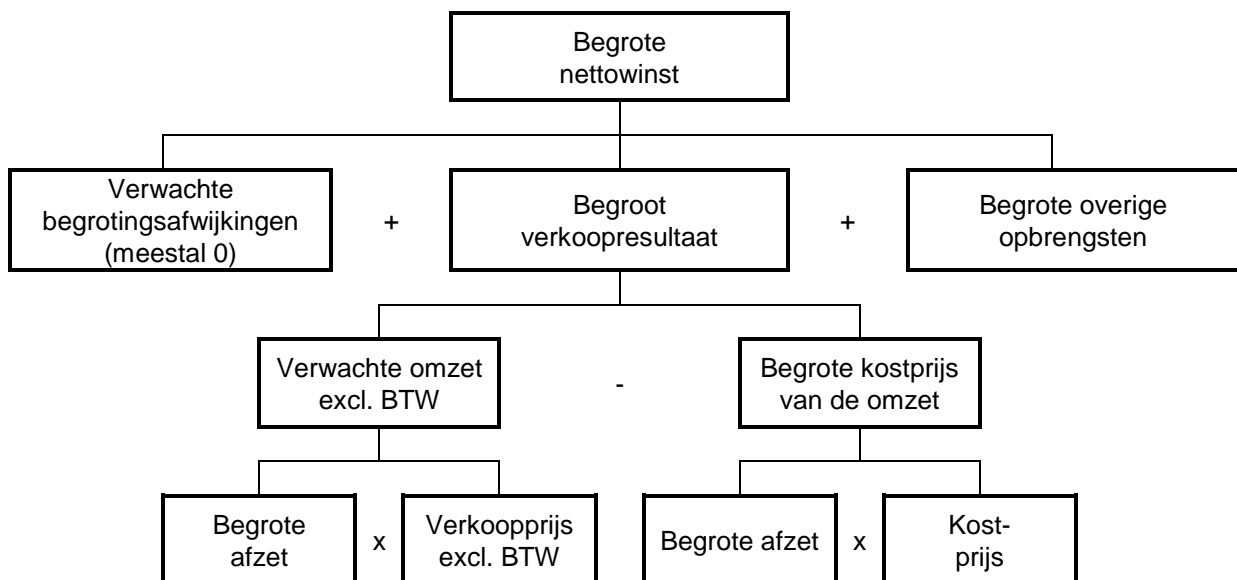 Begrote
nettowinst
Verwachte
begrotingsafwijkingen
(meestal 0)
+
Begroot
verkoopresultaat
+
Begrote overige
opbrengsten
Verwachte omzet
excl. BTW
-
Begrote kostprijs
van de omzet
Begrote
afzet
x
Verkoopprijs
excl. BTW
Begrote afzet
x
Kost-
prijs